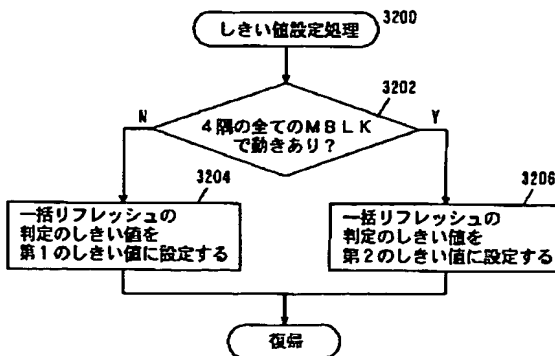 しきい値設定処理
3200
3202
4隅の全てのMBLK
で動きあり?
N
Y
3204
一括リフレッシュの
判定のしきい値を
第1のしきい値に設定する
3206
一括リフレッシュの
判定のしきい値を
第2のしきい値に設定する
復帰